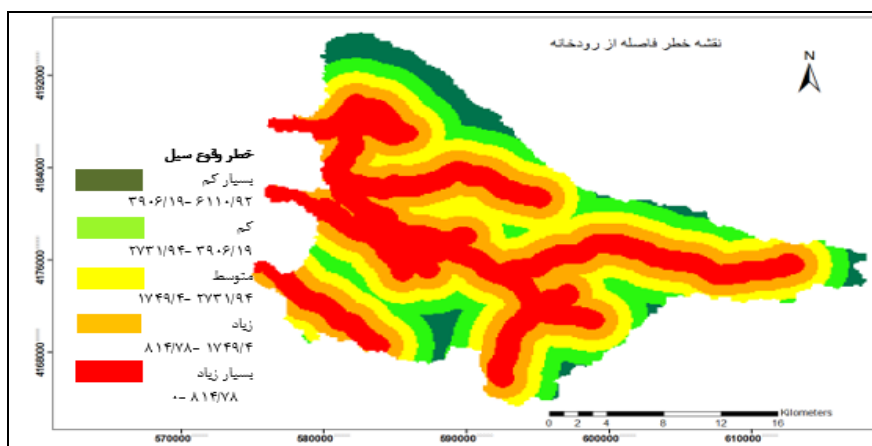 نقشه خطر فاصله از رودخانه
N
4192000
4184000
4176000
4168000
خطر وقوع سیل
بسیار کم
۳۹۰۶/۱۹ -۶۱۱۰/۹۲
کم
۲۷۳۱/۹۴ -۳۹۰۶/۱۹
متوسط
۱۷۴۹/۴- ۲۷۳۱/۹۴
زیاد
۸۱۴/۷۸ -۱۷۴۹/۴
بسیار زیاد
۰ -۸۱۴/۷۸
Kilometers
0 2 4 8 12 16
570000 580000 590000 600000 610000